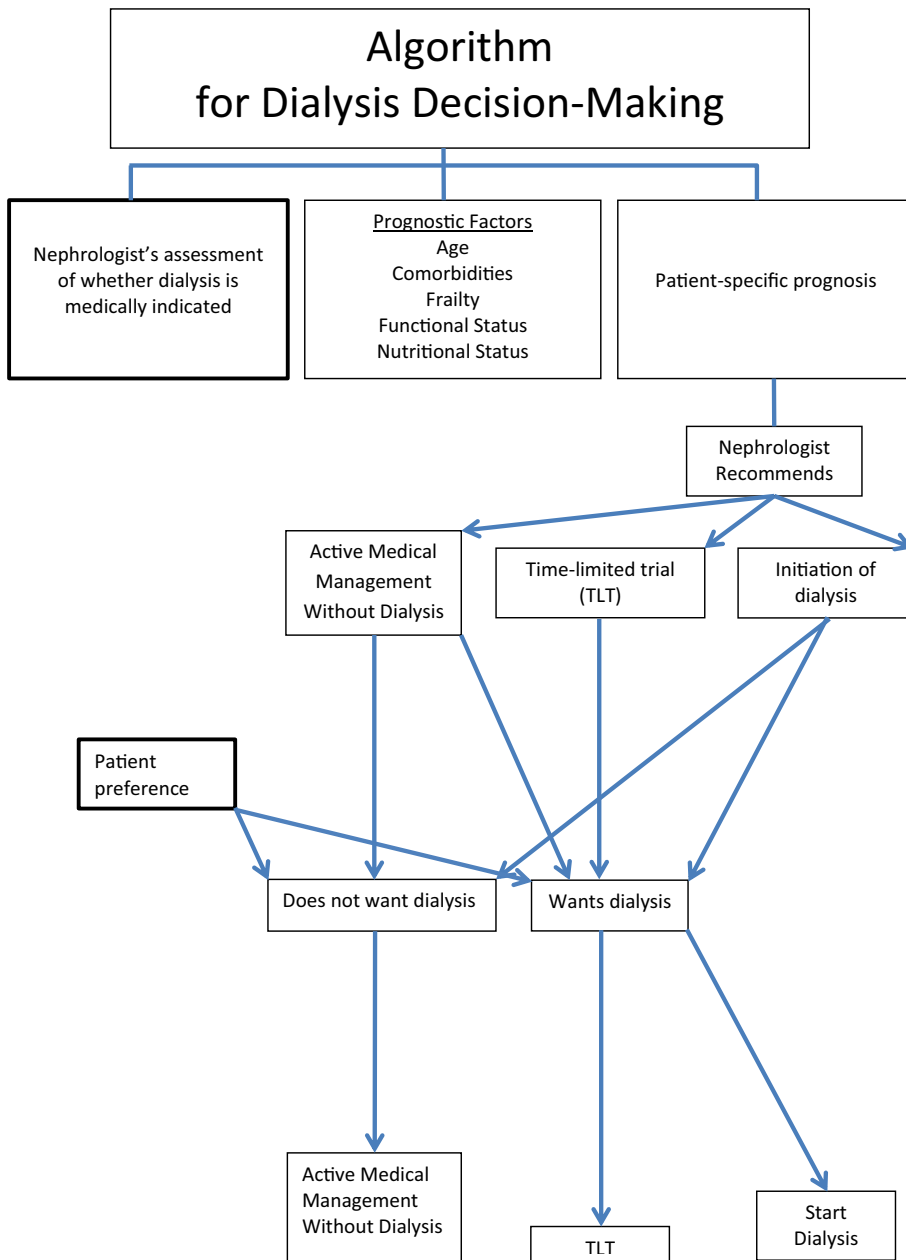 Algorithm
for Dialysis Decision-Making
Nephrologist’s assessment
of whether dialysis is
medically indicated
Prognostic Factors
Age
Comorbidities
Frailty
Functional Status
Nutritional Status
Patient-specific prognosis
Nephrologist
Recommends
Active Medical
Management
Without Dialysis
Time-limited trial
(TLT)
Initiation of
dialysis
Patient
preference
Does not want dialysis
Wants dialysis
Active Medical
Management
Without Dialysis
TLT
Start
Dialysis